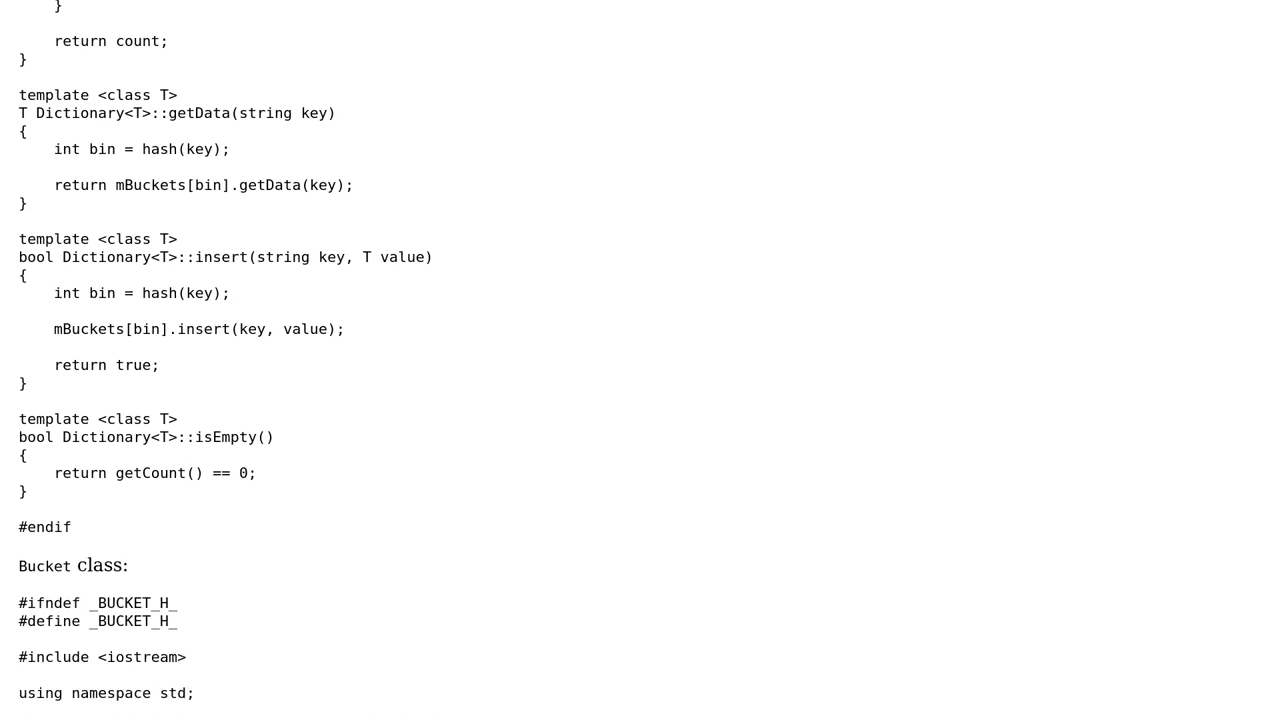 }

    return count;
}

template <class T>
T Dictionary<T>::getData(string key)
{
    int bin = hash(key);

    return mBuckets[bin].getData(key);
}

template <class T>
bool Dictionary<T>::insert(string key, T value)
{
    int bin = hash(key);

    mBuckets[bin].insert(key, value);

    return true;
}

template <class T>
bool Dictionary<T>::isEmpty()
{
    return getCount() == 0;
}

#endif

Bucket class:

#ifndef _BUCKET_H_
#define _BUCKET_H_

#include <iostream>

using namespace std;